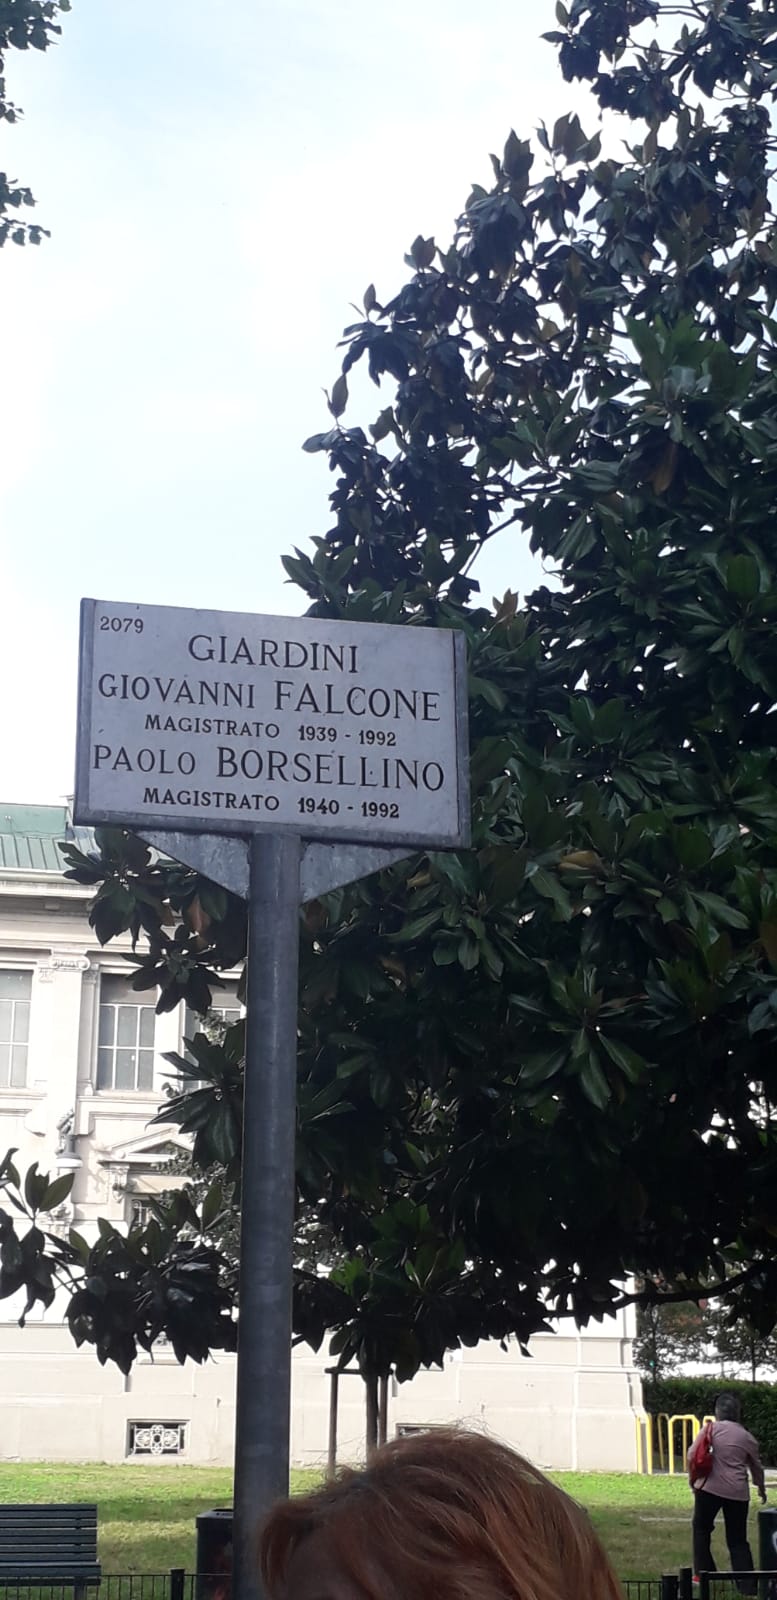 2079
GIARDINI
GIOVANNI FALCONE
MAGISTRATO 1939 - 1992
PAOLO BORSELLINO
MAGISTRATO 1940 - 1992